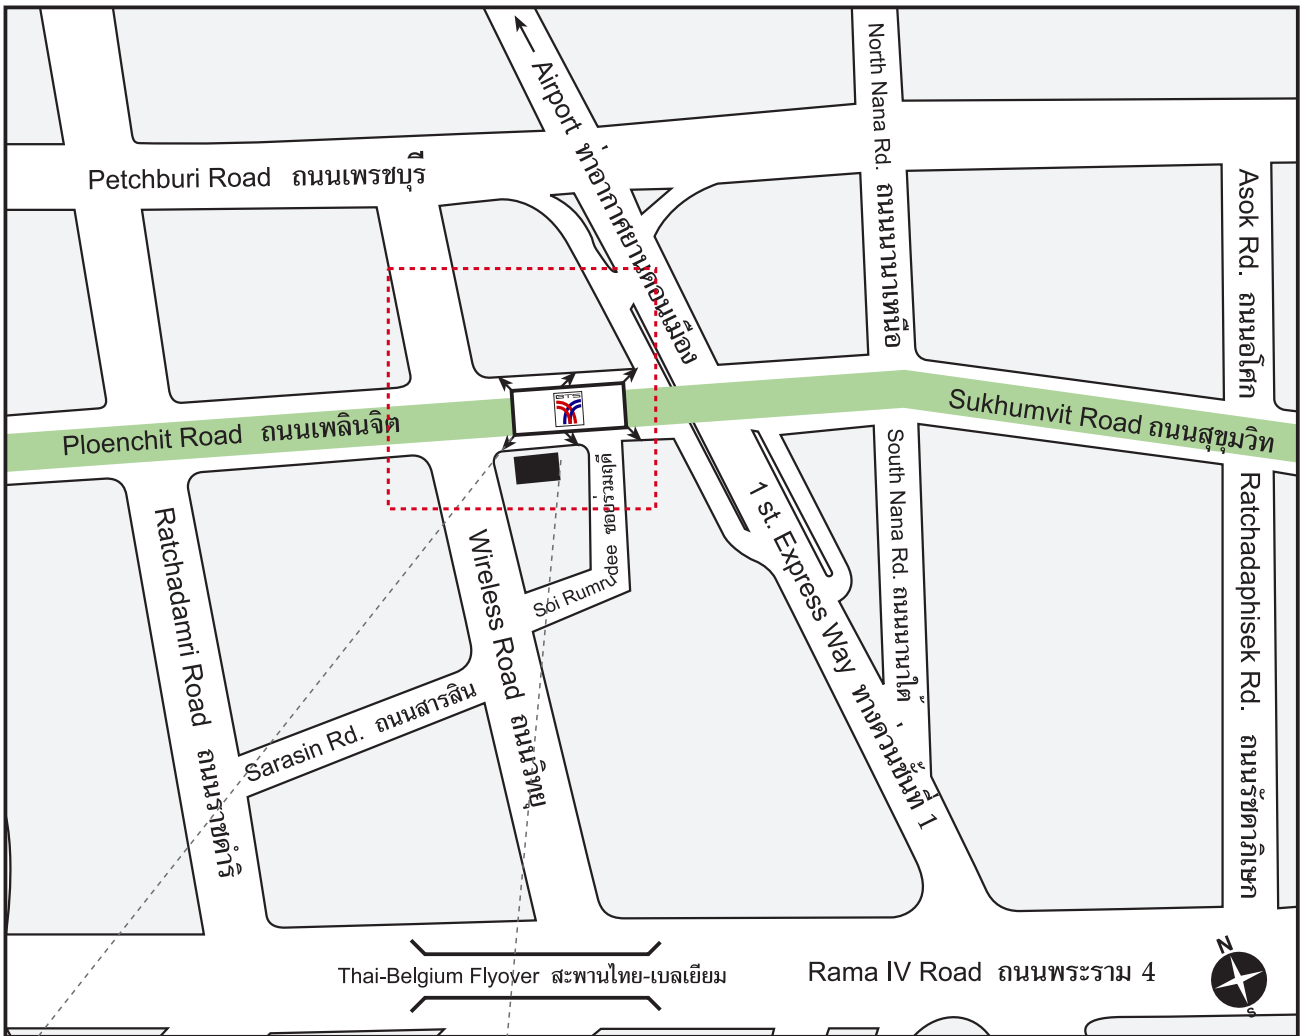 Airport ท่าอากาศยานดอนเมือง
North Nana Rd. ถนนนานาเหนือ
Petchburi Road ถนนเพรชบุรี
Asok Rd. ถนนอโศก
BTS
Ploenchit Road ถนนเพลินจิต
Sukhumvit Road ถนนสุขุมวิท
Ratchadamri Road ถนนราชดำริ
Wireless Road ถนนวิทยุ
Soi Rumrudee ซอยร่วมฤดี
1 st. Express Way ทางด่วนขั้นที่ 1
South Nana Rd. ถนนนานาใต้
Ratchadaphisek Rd. ถนนรัชดาภิเษก
Sarasin Rd. ถนนสารสิน
Thai-Belgium Flyover สะพานไทย-เบลเยียม
Rama IV Road ถนนพระราม 4
N
S